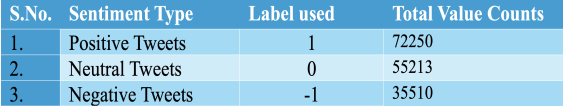 S.No. Sentiment Type Label used Total Value Counts
1. Positive Tweets 1 72250
2. Neutral Tweets 0 55213
3. Negative Tweets -1 35510